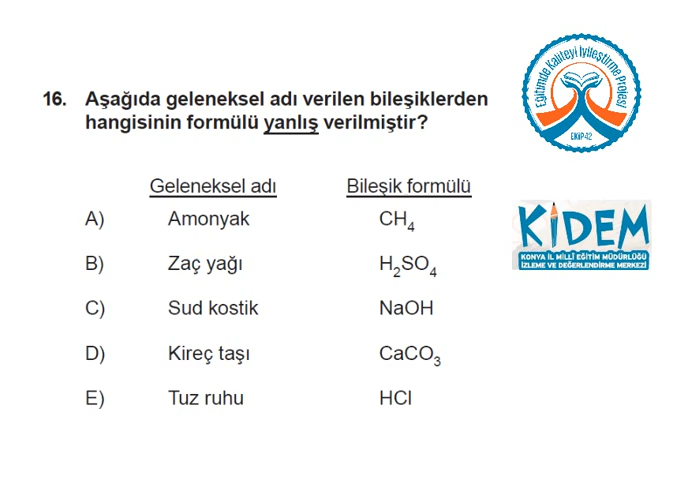 Eğitimde Kaliteyi İyileştirme Projesi
EKİP42
16. Aşağıda geleneksel adı verilen bileşiklerden
hangisinin formülü yanlış verilmiştir?
Geleneksel adı Bileşik formülü
A) Amonyak CH₄
B) Zaç yağı H₂SO₄
C) Sud kostik NaOH
D) Kireç taşı CaCO₃
E) Tuz ruhu HCl
KİDEM
KONYA İL MİLLÎ EĞİTİM MÜDÜRLÜĞÜ
İZLEME VE DEĞERLENDİRME MERKEZİ